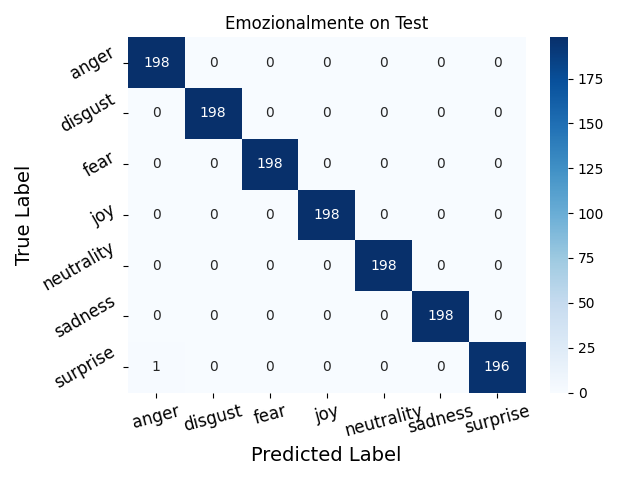 Emozionalmente on Test
True Label
anger 198 0 0 0 0 0 0
disgust 0 198 0 0 0 0 0
fear 0 0 198 0 0 0 0
joy 0 0 0 198 0 0 0
neutrality 0 0 0 0 198 0 0
sadness 0 0 0 0 0 198 0
surprise 1 0 0 0 0 0 196
anger disgust fear joy neutrality sadness surprise
Predicted Label
175
150
125
100
75
50
25
0